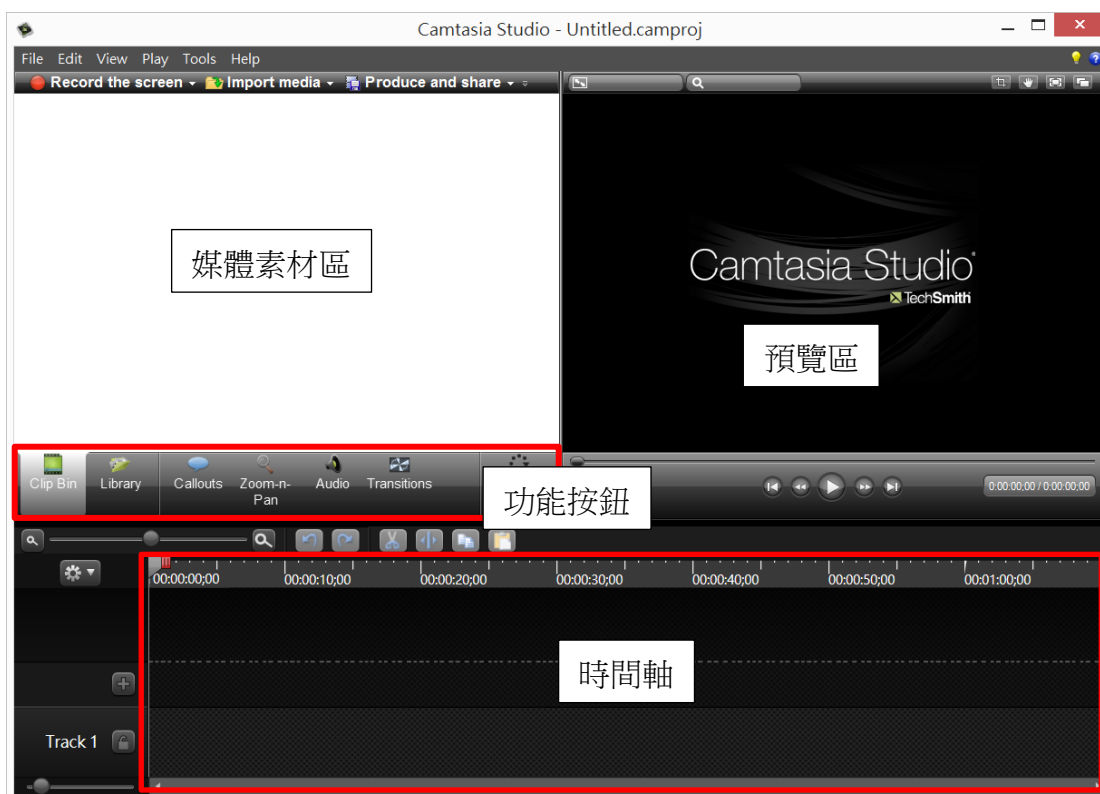 Camtasia Studio - Untitled.camproj
File Edit View Play Tools Help
Record the screen Import media Produce and share
媒體素材區
Camtasia Studio
TechSmith
預覽區
Clip Bin Library Callouts Zoom-n-Pan Audio Transitions
功能按鈕
0:00:00;00 / 0:00:00;00
00:00:00;00 00:00:10;00 00:00:20;00 00:00:30;00 00:00:40;00 00:00:50;00 00:01:00;00
時間軸
Track 1